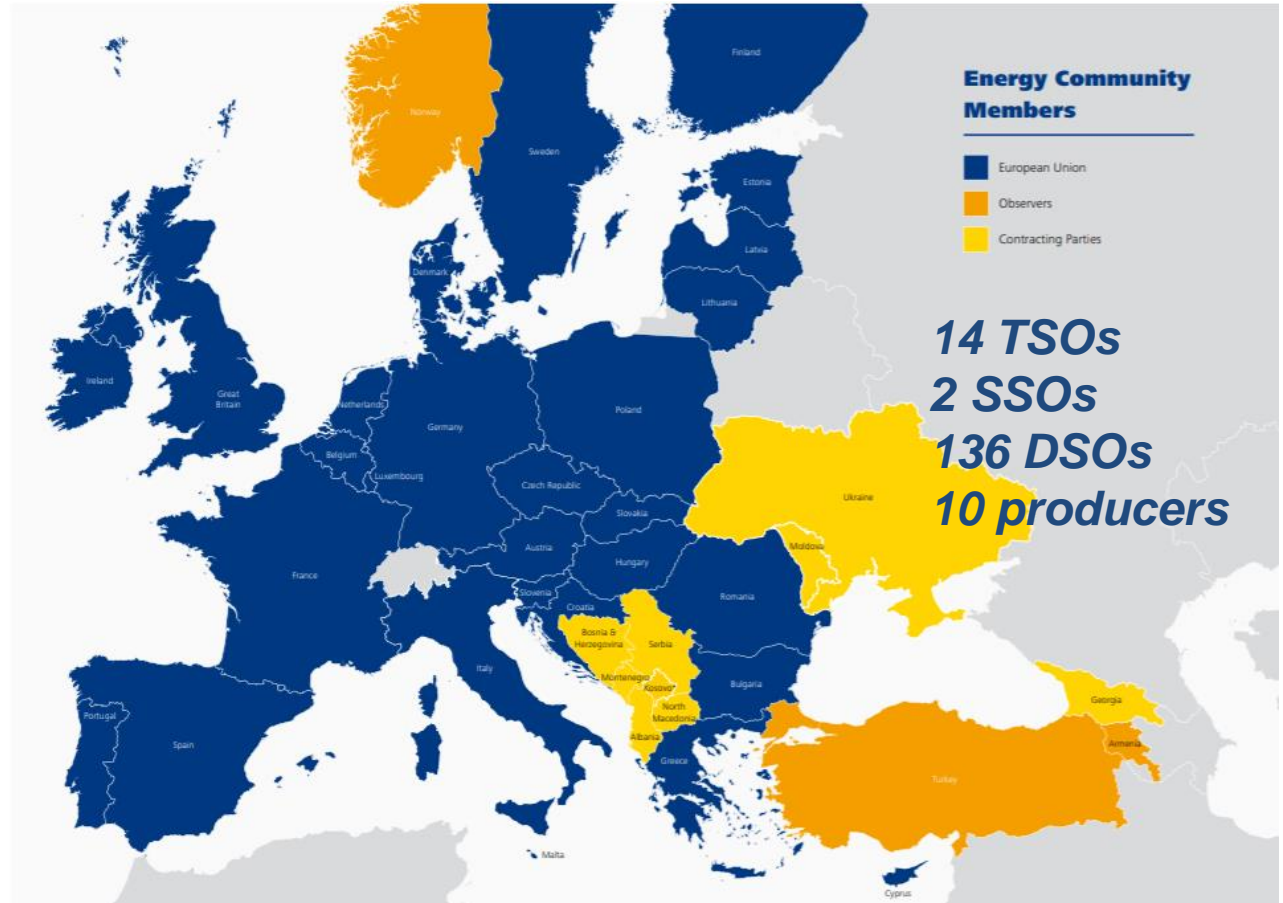 Energy Community
Members
European Union
Observers
Contracting Parties
14 TSOs
2 SSOs
136 DSOs
10 producers
Finland
Norway
Sweden
Estonia
Latvia
Denmark
Lithuania
Ireland
Great
Britain
Netherlands
Poland
Germany
Belgium
Luxembourg
Czech Republic
Ukraine
Slovakia
Moldova
Austria
Hungary
France
Slovenia
Romania
Croatia
Bosnia &
Herzegovina
Serbia
Italy
Montenegro
Kosovo*
Bulgaria
Georgia
North
Macedonia
Portugal
Albania
Armenia
Spain
Greece
Turkey
Malta
Cyprus